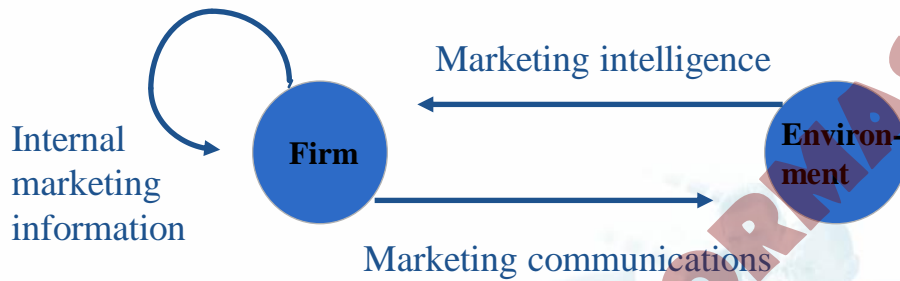 Marketing intelligence
Internal
marketing
information
Firm
Environ-
ment
Marketing communications